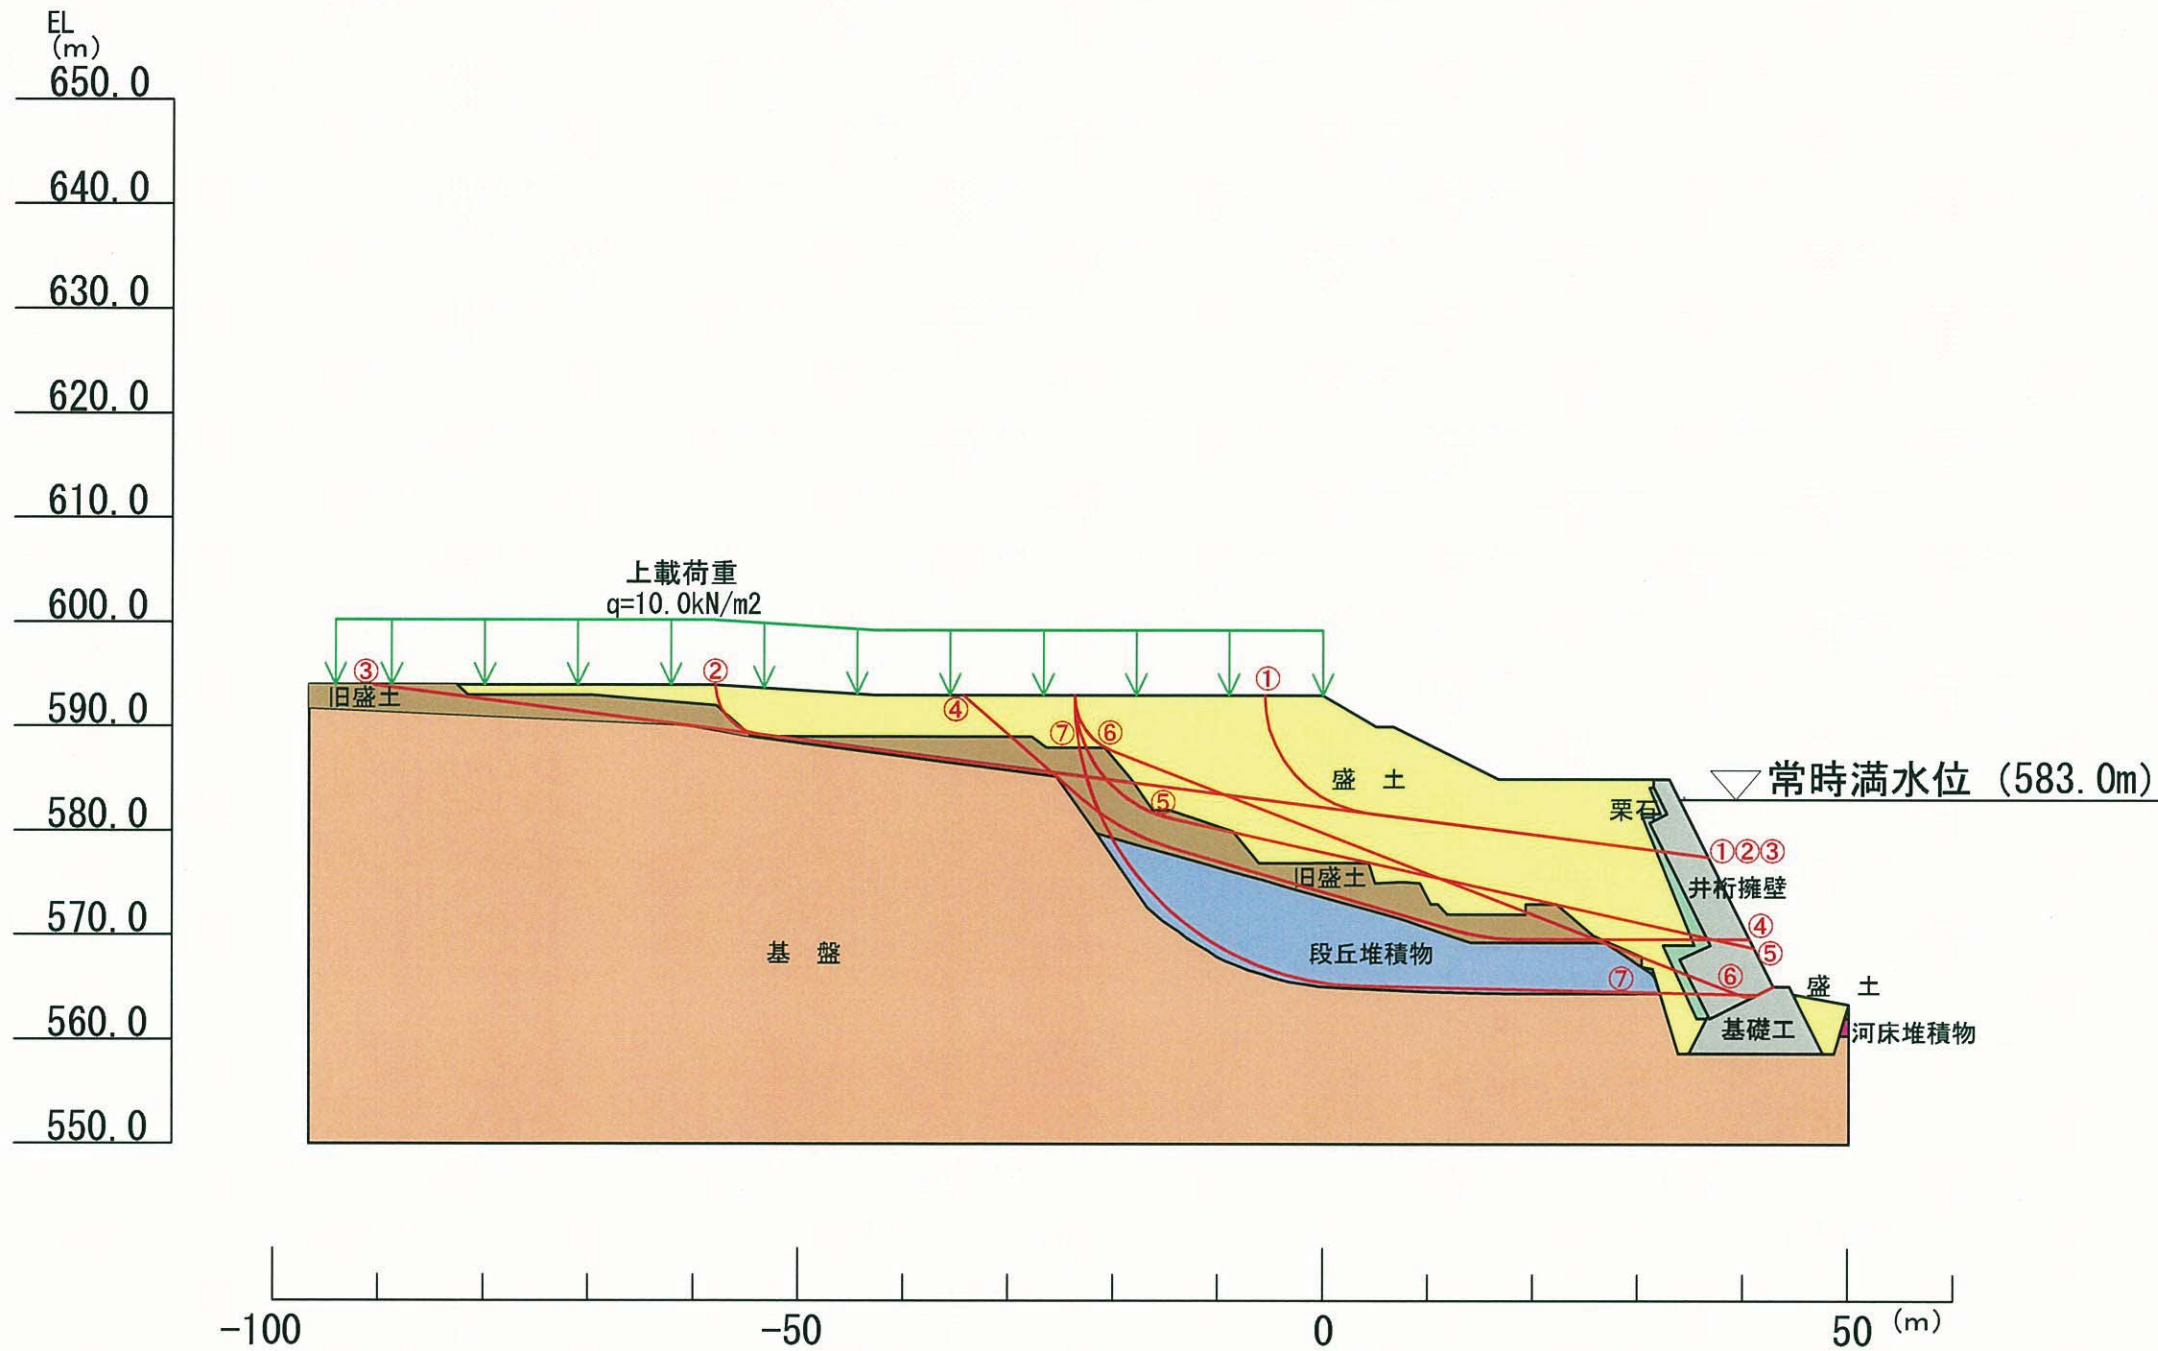 EL
(m)
650.0
640.0
630.0
620.0
610.0
600.0
590.0
580.0
570.0
560.0
550.0
上載荷重
q=10.0kN/m2
③
②
①
旧盛土
④
⑦
⑥
盛 土
常時満水位 (583.0m)
⑤
栗石
①②③
旧盛土
井桁擁壁
④
基 盤
段丘堆積物
⑤
⑦
⑥
盛 土
基礎工
河床堆積物
-100
-50
0
50
(m)